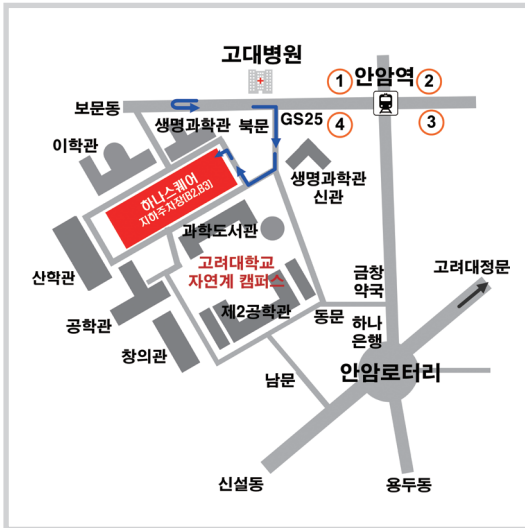 고대병원
①
안암역
②
보문동
생명과학관
북문
GS25
④
③
이학관
생명과학관
신관
하나스퀘어
지하주차장(B2,B3)
과학도서관
산학관
고려대학교
자연계 캠퍼스
금창
약국
고려대정문
공학관
제2공학관
동문
하나
은행
창의관
남문
안암로터리
신설동
용두동